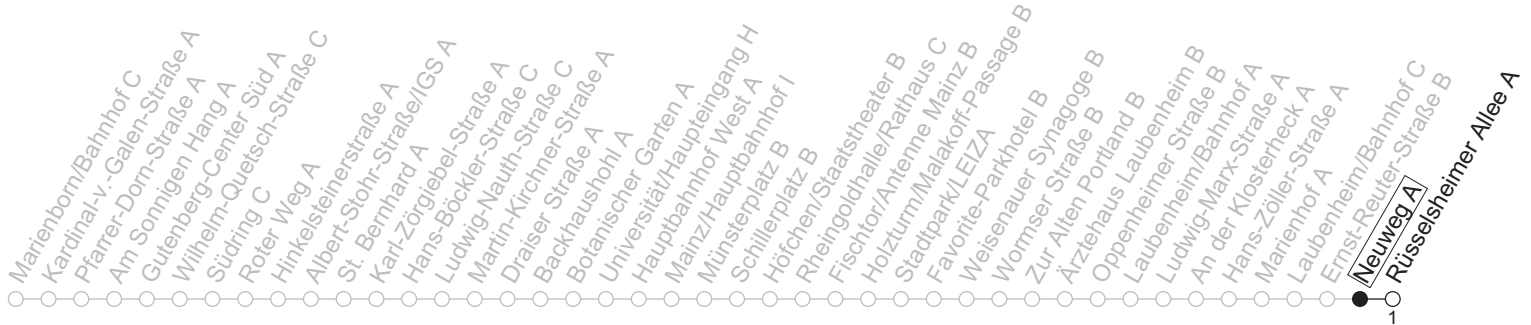 Marienborn/Bahnhof C
Kardinal-v.-Galen-Straße A
Pfarrer-Dorn-Straße A
Am Sonnigen Hang A
Gutenberg-Center Süd A
Wilhelm-Quetsch-Straße C
Südring C
Roter Weg A
Hinkelsteinerstraße A
Albert-Stohr-Straße/IGS A
St. Bernhard A
Karl-Zörgiebel-Straße A
Hans-Böckler-Straße C
Ludwig-Nauth-Straße C
Martin-Kirchner-Straße A
Draiser Straße A
Backhaushohl A
Botanischer Garten A
Universität/Haupteingang H
Hauptbahnhof West A
Mainz/Hauptbahnhof I
Münsterplatz B
Schillerplatz B
Höfchen/Staatstheater B
Rheingoldhalle/Rathaus C
Fischtor/Antenne Mainz B
Holzturm/Malakoff-Passage B
Stadtpark/LEIZA
Favorite-Parkhotel B
Weisenauer Synagoge B
Wormser Straße B
Zur Alten Portland B
Ärztehaus Laubenheim B
Oppenheimer Straße B
Laubenheim/Bahnhof A
Ludwig-Marx-Straße A
An der Klosterheck A
Hans-Zöller-Straße A
Marienhof A
Laubenheim/Bahnhof C
Ernst-Reuter-Straße B
Neuweg A
Rüsselsheimer Allee A
1